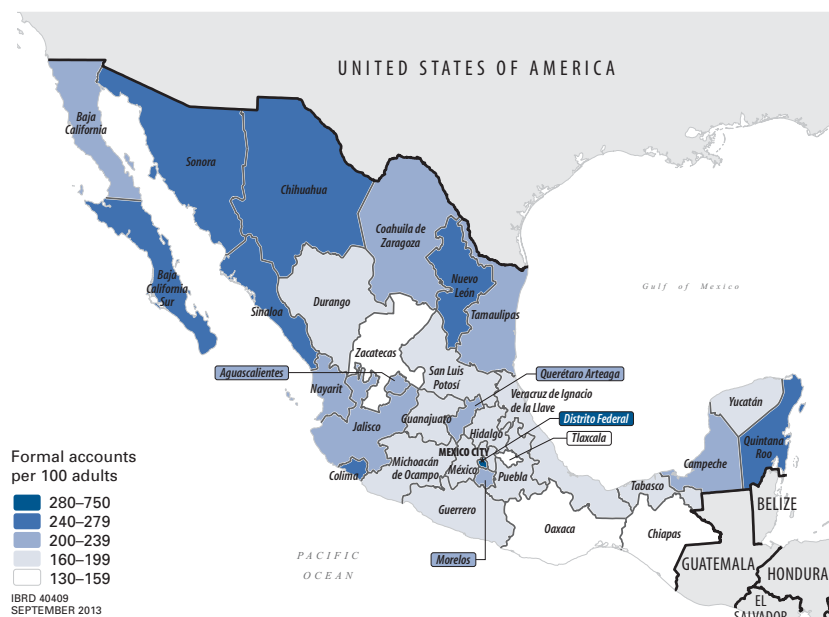 UNITED STATES OF AMERICA
Baja
California
Sonora
Chihuahua
Coahuila de
Zaragoza
Baja
California
Sur
Sinaloa
Durango
Nuevo
León
Gulf of Mexico
Tamaulipas
Zacatecas
Aguascalientes
Nayarit
San Luis
Potosí
Querétaro Arteaga
Veracruz de Ignacio
de la Llave
Yucatán
Jalisco
Guanajuato
Hidalgo
Distrito Federal
Tlaxcala
MEXICO CITY
Quintana
Roo
Campeche
Colima
Michoacán
de Ocampo
México
Puebla
Tabasco
Guerrero
Oaxaca
Chiapas
Morelos
BELIZE
GUATEMALA
HONDURA
EL
SALVADOR
PACIFIC
OCEAN
Formal accounts
per 100 adults
280–750
240–279
200–239
160–199
130–159
IBRD 40409
SEPTEMBER 2013